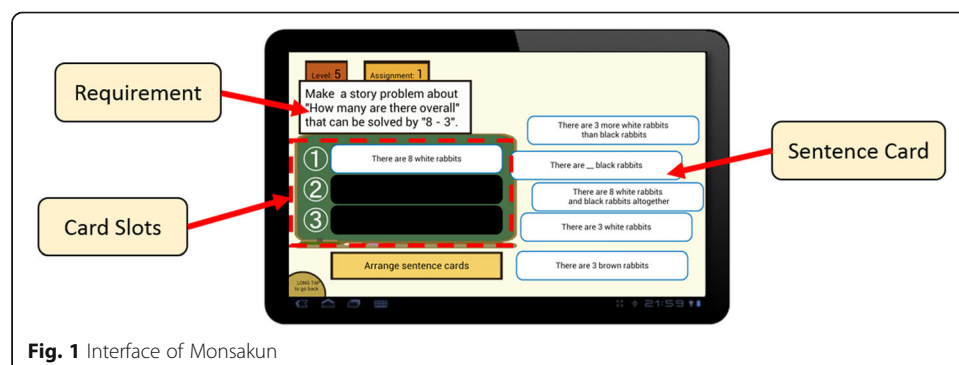 Requirement
Card Slots
Level: 5 Assignment: 1
Make a story problem about
"How many are there overall"
that can be solved by "8 - 3".
① There are 8 white rabbits
②
③
Arrange sentence cards
LONG TAP
to go back
There are 3 more white rabbits
than black rabbits
There are __ black rabbits
There are 8 white rabbits
and black rabbits altogether
There are 3 white rabbits
There are 3 brown rabbits
21:59
Sentence Card
Fig. 1 Interface of Monsakun